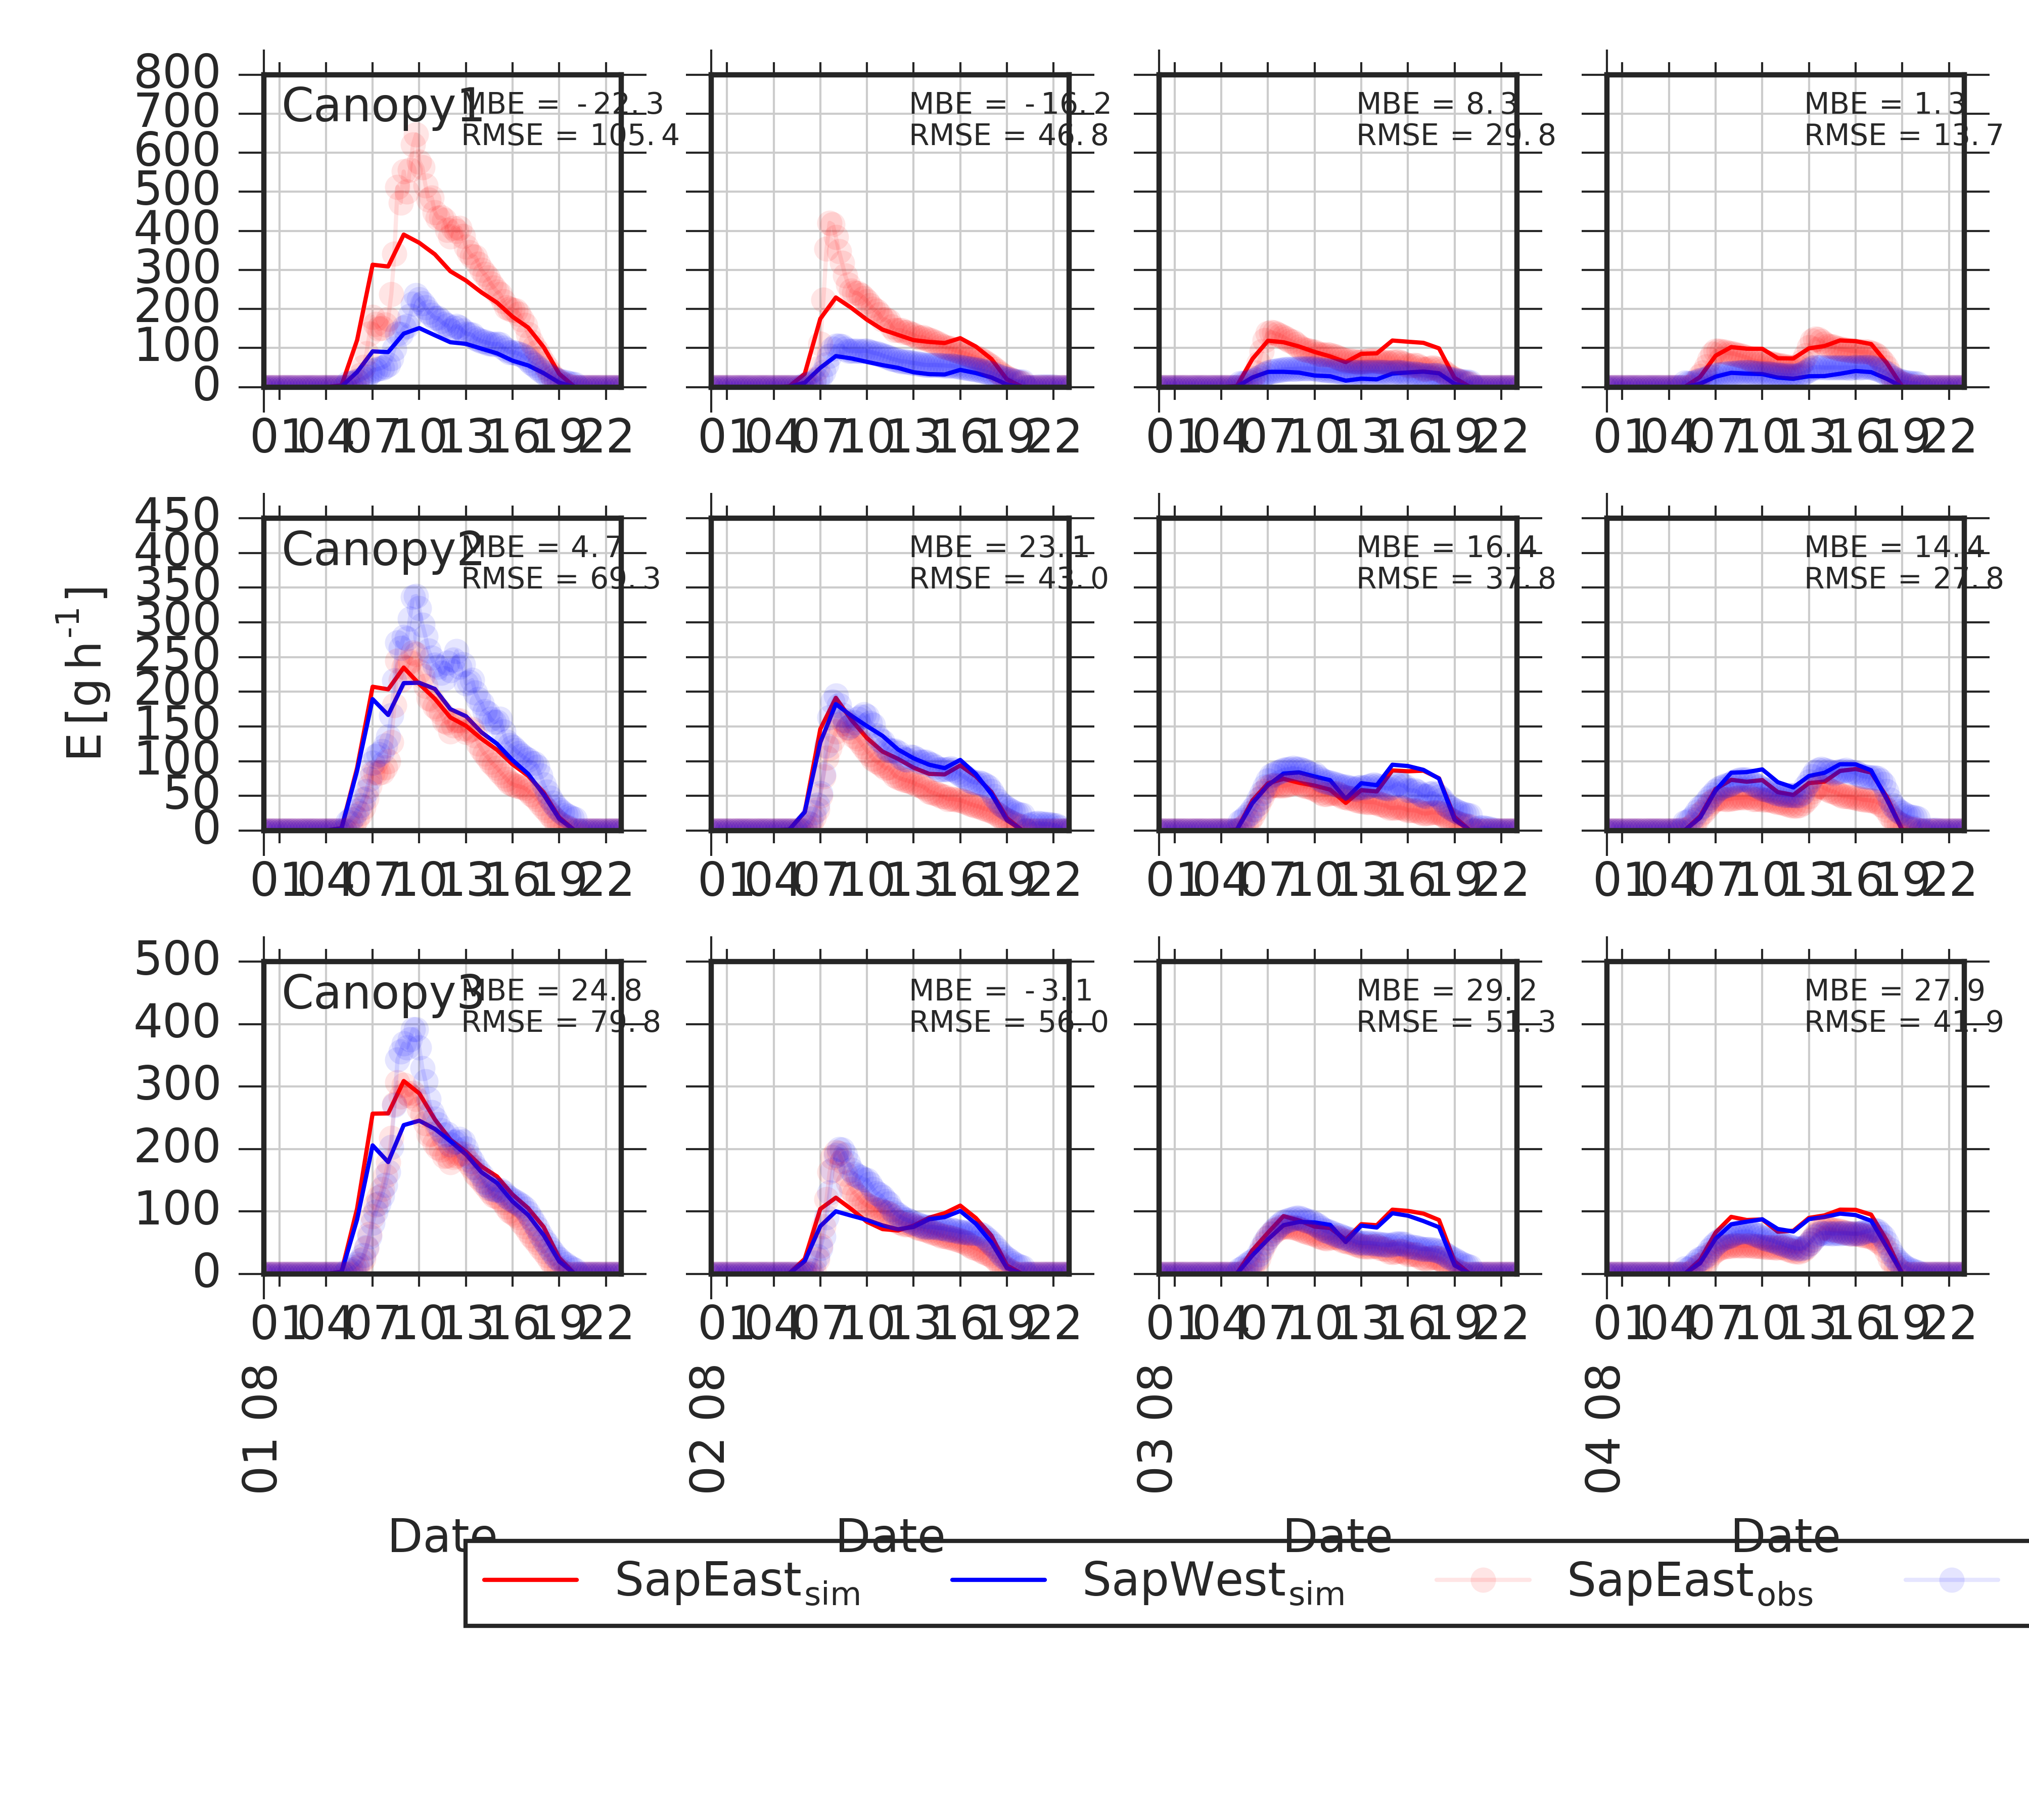 800
700
600
500
400
300
200
100
0
Canopy1
MBE = -22.3
RMSE = 105.4
MBE = -16.2
RMSE = 46.8
MBE = 8.3
RMSE = 29.8
MBE = 1.3
RMSE = 13.7
01 04 07 10 13 16 19 22
01 04 07 10 13 16 19 22
01 04 07 10 13 16 19 22
01 04 07 10 13 16 19 22
E [g h-1]
450
400
350
300
250
200
150
100
50
0
Canopy2
MBE = 4.7
RMSE = 69.3
MBE = 23.1
RMSE = 43.0
MBE = 16.4
RMSE = 37.8
MBE = 14.4
RMSE = 27.8
01 04 07 10 13 16 19 22
01 04 07 10 13 16 19 22
01 04 07 10 13 16 19 22
01 04 07 10 13 16 19 22
500
400
300
200
100
0
Canopy3
MBE = 24.8
RMSE = 79.8
MBE = -3.1
RMSE = 56.0
MBE = 29.2
RMSE = 51.3
MBE = 27.9
RMSE = 41.9
01 04 07 10 13 16 19 22
01 04 07 10 13 16 19 22
01 04 07 10 13 16 19 22
01 04 07 10 13 16 19 22
01 08
02 08
03 08
04 08
Date
Date
Date
Date
SapEastsim
SapWestsim
SapEastobs